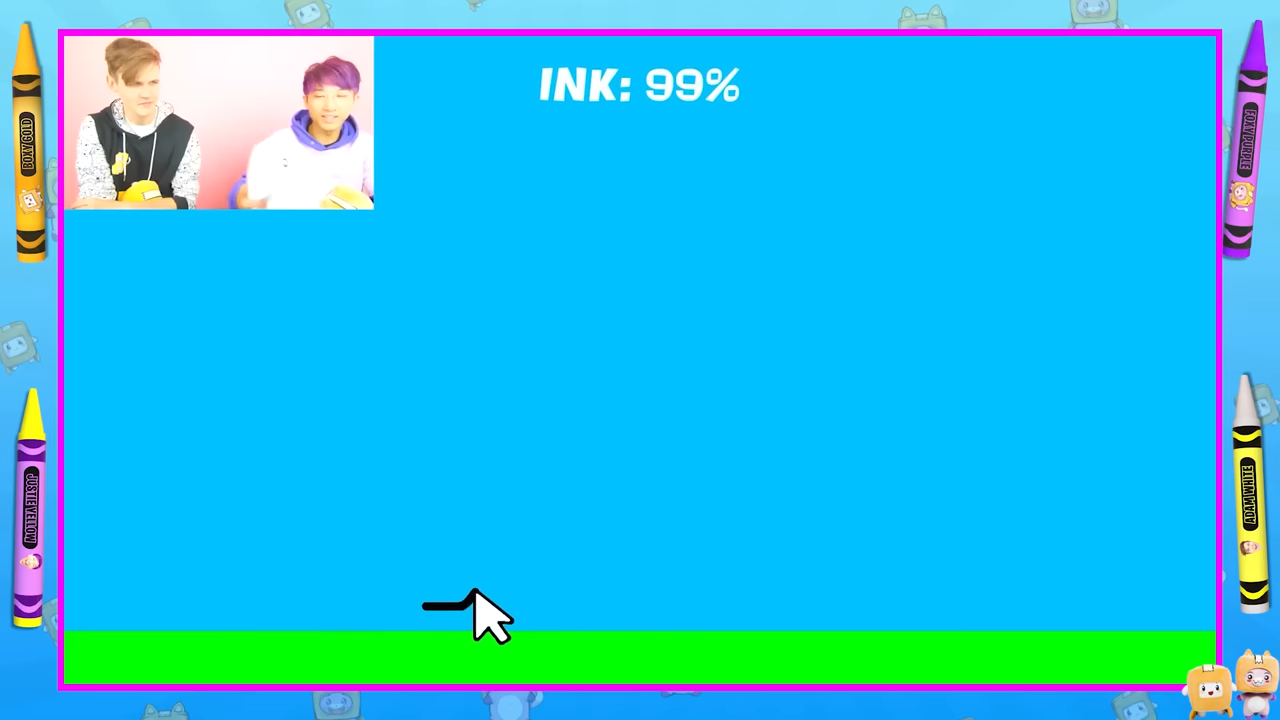 INK: 99%
BOXY GOLD
FOXY PURPLE
JUSTIE YELLOW
ADAM WHITE